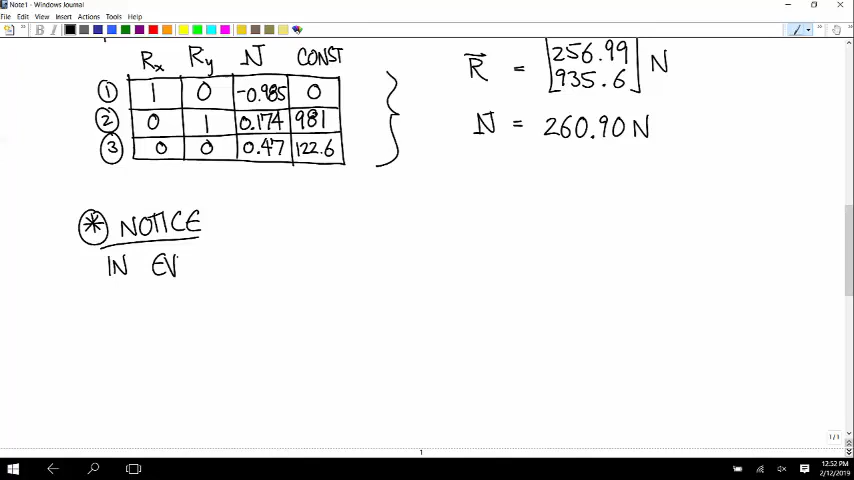 Note1 - Windows Journal
File Edit View Insert Actions Tools Help
Rx Ry N CONST
① 1 0 -0.985 0
② 0 1 0.174 981
③ 0 0 0.47 122.6
R = [256.99 935.6] N
N = 260.90 N
* NOTICE
IN EV
1
1/1
12:52 PM
2/12/2019